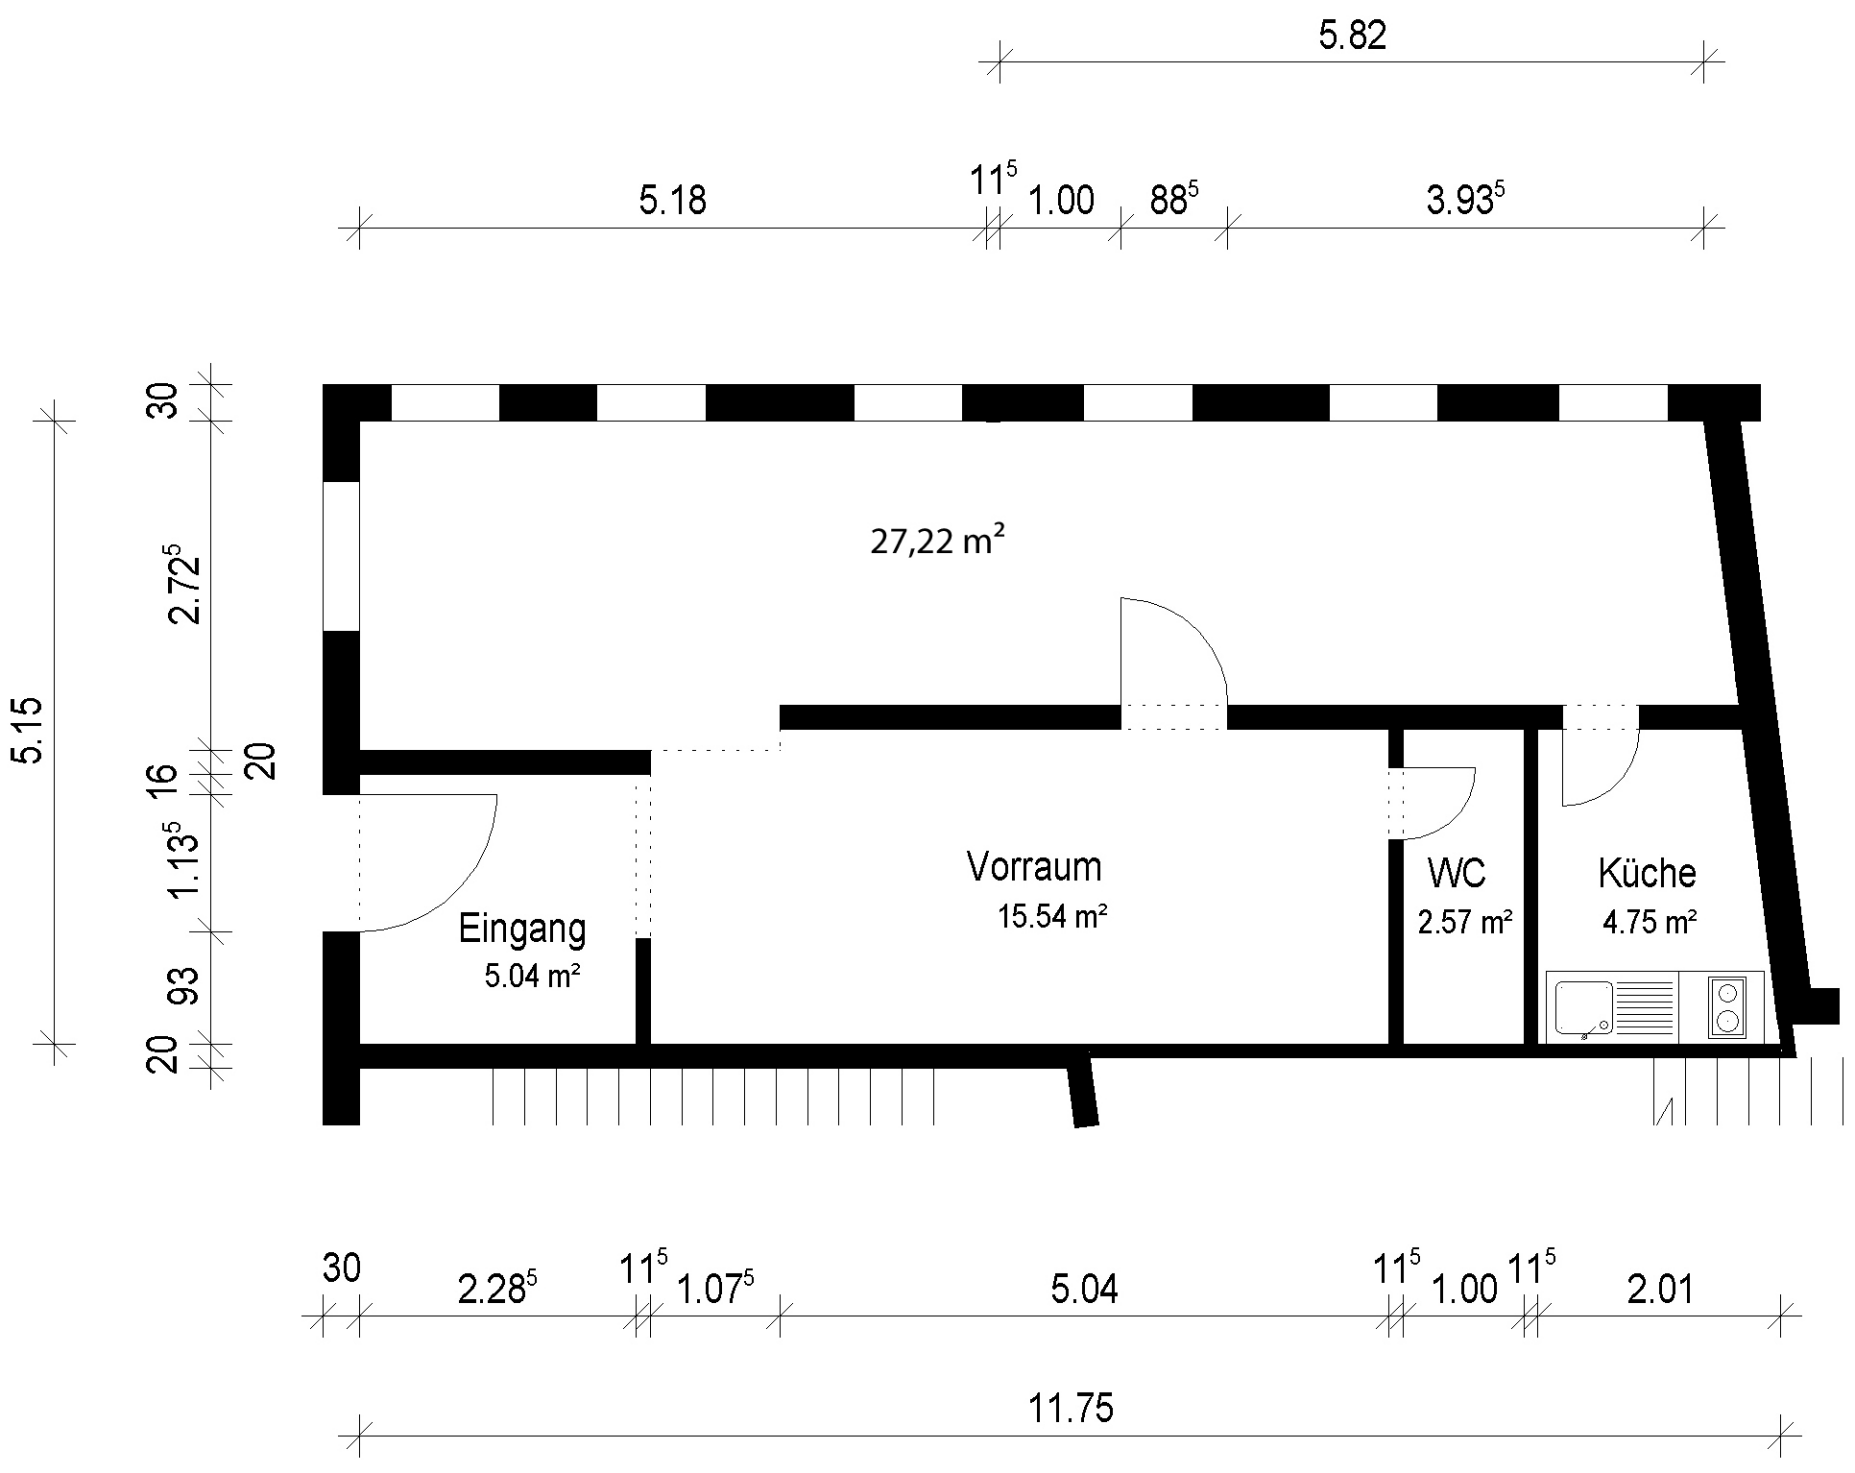 5.82
5.18
11⁵
1.00
88⁵
3.93⁵
30
2.72⁵
5.15
20
16
1.13⁵
93
20
27,22 m²
Vorraum
15.54 m²
WC
2.57 m²
Küche
4.75 m²
Eingang
5.04 m²
30
2.28⁵
11⁵
1.07⁵
5.04
11⁵
1.00
11⁵
2.01
11.75